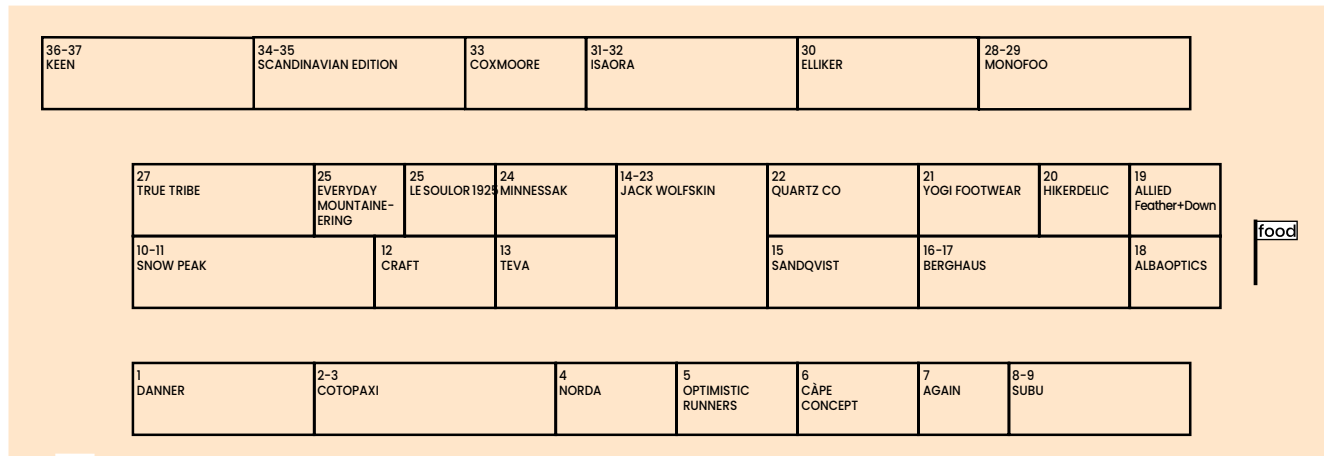 36-37
KEEN
34-35
SCANDINAVIAN EDITION
33
COXMOORE
31-32
ISAORA
30
ELLIKER
28-29
MONOFOO
27
TRUE TRIBE
25
EVERYDAY
MOUNTAINE-
ERING
25
LE SOULOR 1925
24
MINNESSAK
14-23
JACK WOLFSKIN
22
QUARTZ CO
21
YOGI FOOTWEAR
20
HIKERDELIC
19
ALLIED
Feather+Down
food
10-11
SNOW PEAK
12
CRAFT
13
TEVA
15
SANDQVIST
16-17
BERGHAUS
18
ALBAOPTICS
1
DANNER
2-3
COTOPAXI
4
NORDA
5
OPTIMISTIC
RUNNERS
6
CÀPE
CONCEPT
7
AGAIN
8-9
SUBU